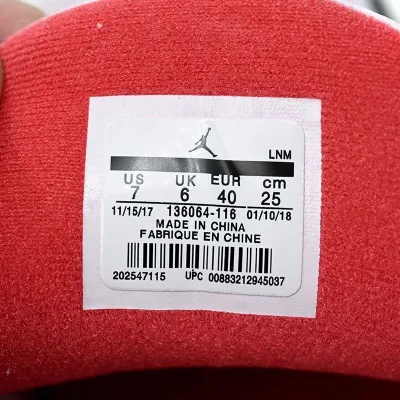 LNM
US UK EUR cm
7 6 40 25
11/15/17 136064-116 01/10/18
MADE IN CHINA
FABRIQUE EN CHINE
202547115 UPC 00883212945037